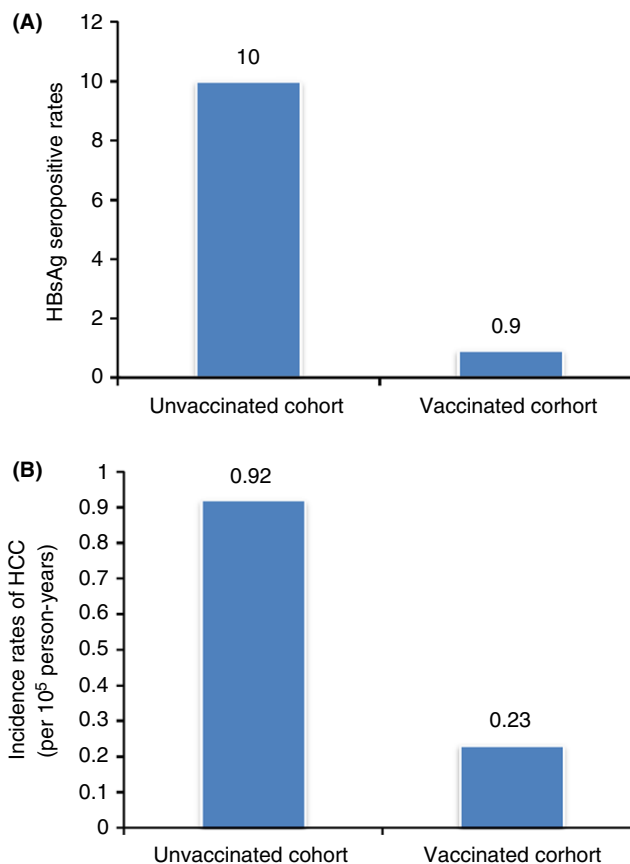 (A)
HBsAg seropositive rates
12
10
8
6
4
2
0
10
0.9
Unvaccinated cohort
Vaccinated corhort
(B)
Incidence rates of HCC
(per 10⁵ person-years)
1
0.9
0.8
0.7
0.6
0.5
0.4
0.3
0.2
0.1
0
0.92
0.23
Unvaccinated cohort
Vaccinated cohort